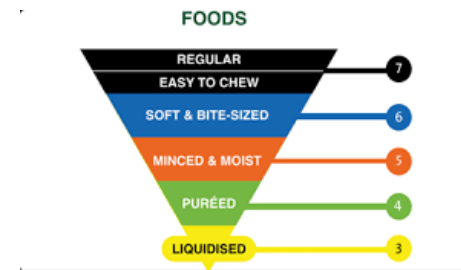 FOODS
REGULAR
7
EASY TO CHEW
SOFT & BITE-SIZED 6
MINCED & MOIST 5
PURÉED 4
LIQUIDISED 3